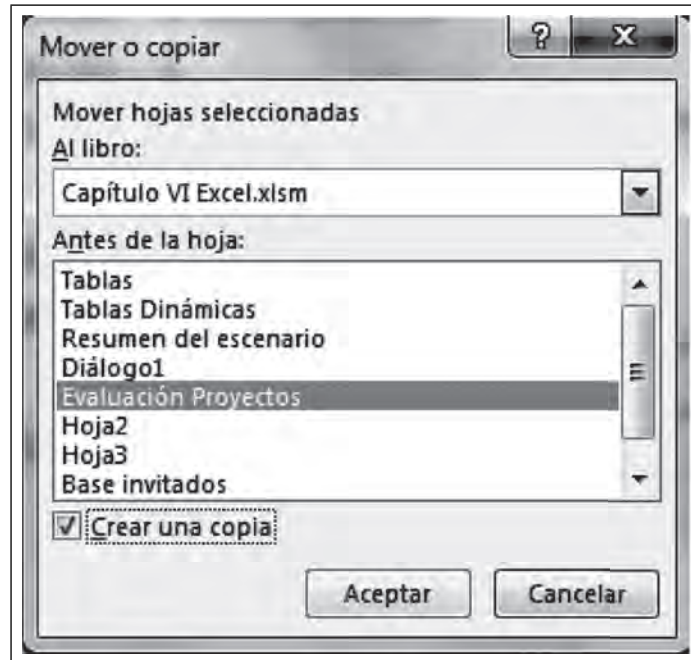 Mover o copiar
Mover hojas seleccionadas
Al libro:
Capítulo VI Excel.xlsm
Antes de la hoja:
Tablas
Tablas Dinámicas
Resumen del escenario
Diálogo1
Evaluación Proyectos
Hoja2
Hoja3
Base invitados
Crear una copia
Aceptar
Cancelar